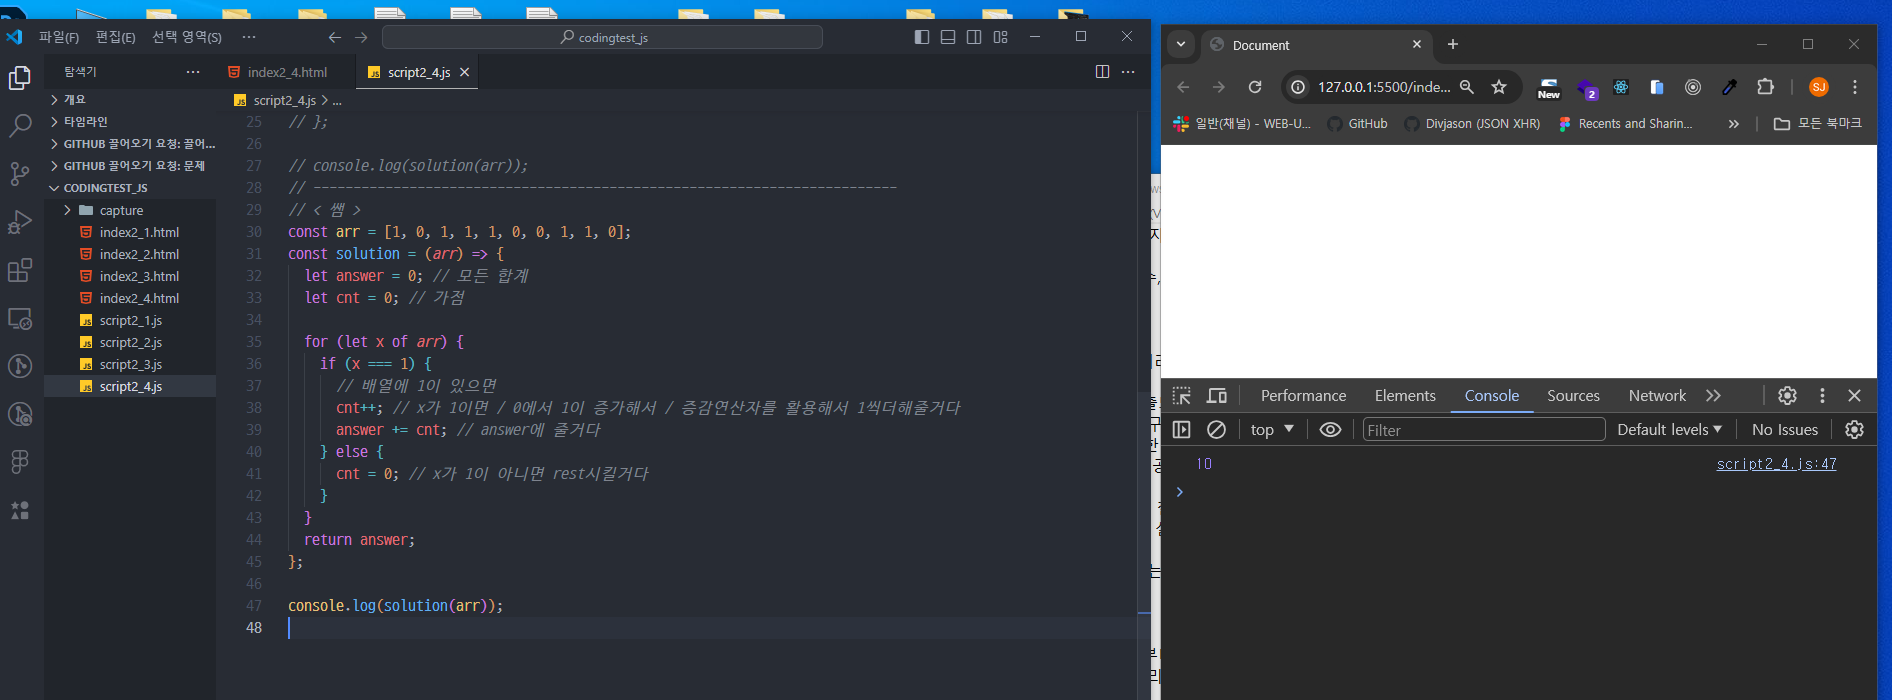 파일(F) 편집(E) 선택 영역(S) ···
codingtest_js
탐색기 ···
개요
타임라인
GITHUB 끌어오기 요청: 끌어...
GITHUB 끌어오기 요청: 문제
CODINGTEST_JS
capture
index2_1.html
index2_2.html
index2_3.html
index2_4.html
script2_1.js
script2_2.js
script2_3.js
script2_4.js
index2_4.html
JS script2_4.js
JS script2_4.js > ...
25 // };
26
27 // console.log(solution(arr));
28 // -------------------------------------------------------------------------
29 // < 쌤 >
30 const arr = [1, 0, 1, 1, 1, 0, 0, 1, 1, 0];
31 const solution = (arr) => {
32 let answer = 0; // 모든 합계
33 let cnt = 0; // 가점
34
35 for (let x of arr) {
36 if (x === 1) {
37 // 배열에 1이 있으면
38 cnt++; // x가 1이면 / 0에서 1이 증가해서 / 증감연산자를 활용해서 1씩더해줄거다
39 answer += cnt; // answer에 줄거다
40 } else {
41 cnt = 0; // x가 1이 아니면 rest시킬거다
42 }
43 }
44 return answer;
45 };
46
47 console.log(solution(arr));
48
Document
127.0.0.1:5500/inde...
New
2
SJ
일반(채널) - WEB-U...
GitHub
Divjason (JSON XHR)
Recents and Sharin...
모든 북마크
Performance Elements Console Sources Network
top
Filter
Default levels
No Issues
10 script2_4.js:47